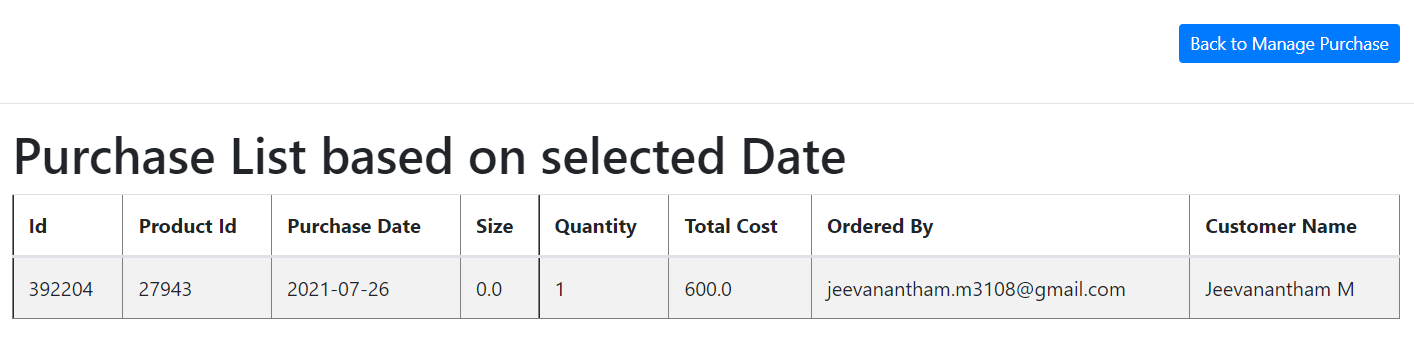 Back to Manage Purchase
Purchase List based on selected Date
Id Product Id Purchase Date Size Quantity Total Cost Ordered By Customer Name
392204 27943 2021-07-26 0.0 1 600.0 jeevanantham.m3108@gmail.com Jeevanantham M